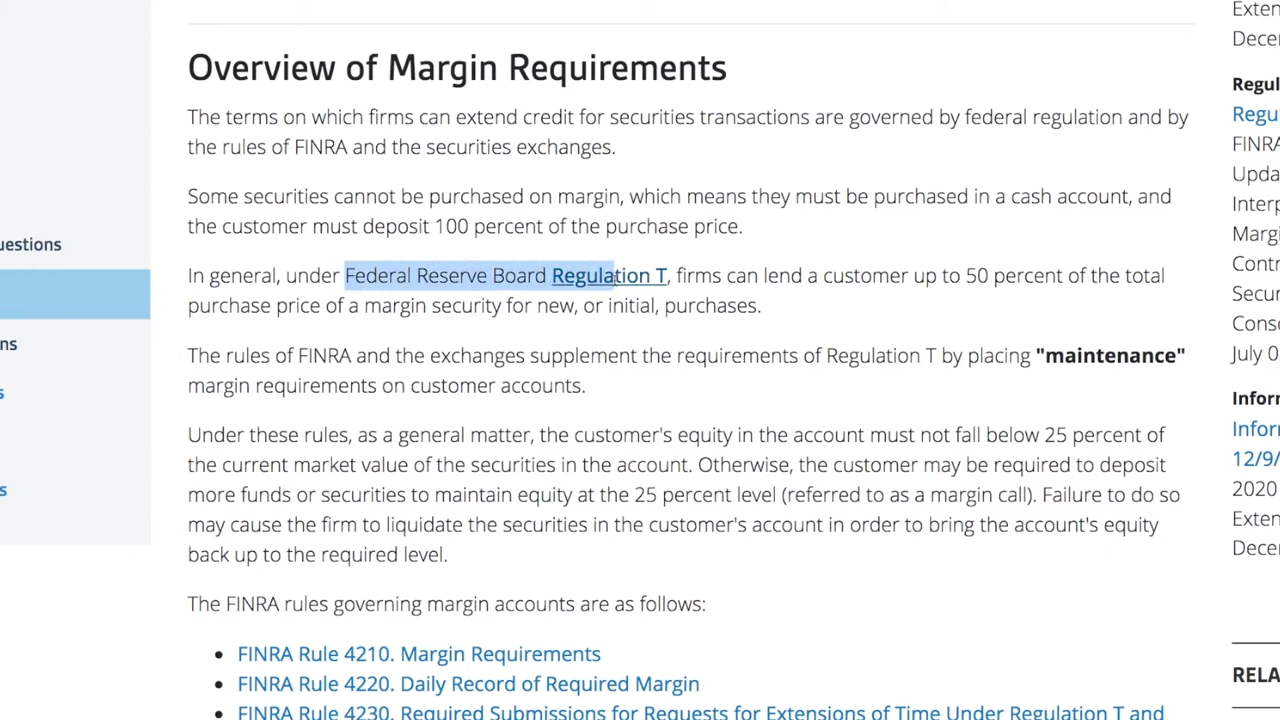 Overview of Margin Requirements
The terms on which firms can extend credit for securities transactions are governed by federal regulation and by
the rules of FINRA and the securities exchanges.
Some securities cannot be purchased on margin, which means they must be purchased in a cash account, and
the customer must deposit 100 percent of the purchase price.
In general, under Federal Reserve Board Regulation T, firms can lend a customer up to 50 percent of the total
purchase price of a margin security for new, or initial, purchases.
The rules of FINRA and the exchanges supplement the requirements of Regulation T by placing "maintenance"
margin requirements on customer accounts.
Under these rules, as a general matter, the customer's equity in the account must not fall below 25 percent of
the current market value of the securities in the account. Otherwise, the customer may be required to deposit
more funds or securities to maintain equity at the 25 percent level (referred to as a margin call). Failure to do so
may cause the firm to liquidate the securities in the customer's account in order to bring the account's equity
back up to the required level.
The FINRA rules governing margin accounts are as follows:
FINRA Rule 4210. Margin Requirements
FINRA Rule 4220. Daily Record of Required Margin
FINRA Rule 4230. Required Submissions for Requests for Extensions of Time Under Regulation T and
uestions
ns
s
s
Exten
Decer
Regul
Regu
FINRA
Upda
Interp
Margi
Contr
Secur
Conso
July 0
Inforn
Infor
12/9/
2020
Exten
Decer
RELA